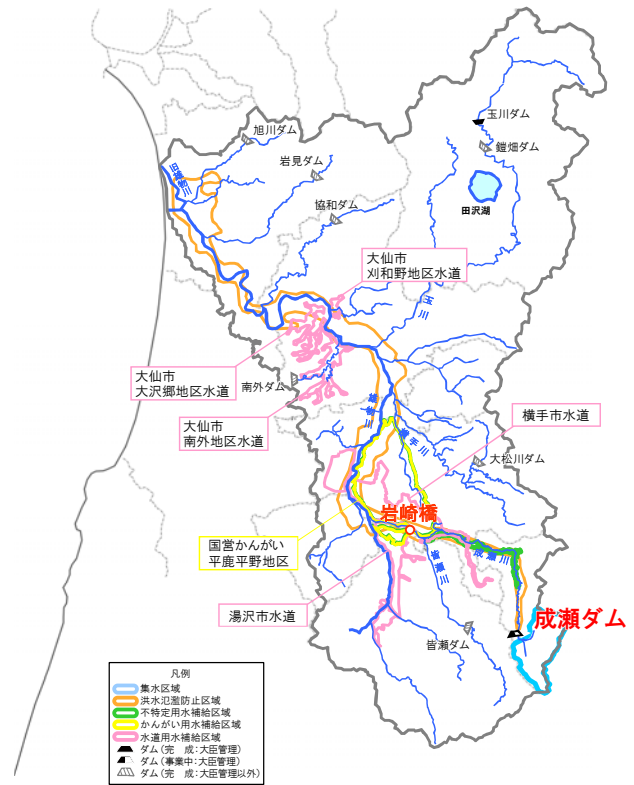 玉川ダム
旭川ダム
鎧畑ダム
岩見ダム
旧雄物川
協和ダム
田沢湖
大仙市
刈和野地区水道
玉川
大仙市
大沢郷地区水道
南外ダム
大仙市
南外地区水道
雄物川
横手川
横手市水道
大松川ダム
岩崎橋
国営かんがい
平鹿平野地区
皆瀬川
成瀬川
湯沢市水道
成瀬ダム
皆瀬ダム
凡例
集水区域
洪水氾濫防止区域
不特定用水補給区域
かんがい用水補給区域
水道用水補給区域
ダム（完　成：大臣管理）
ダム（事業中：大臣管理）
ダム（完　成：大臣管理以外）